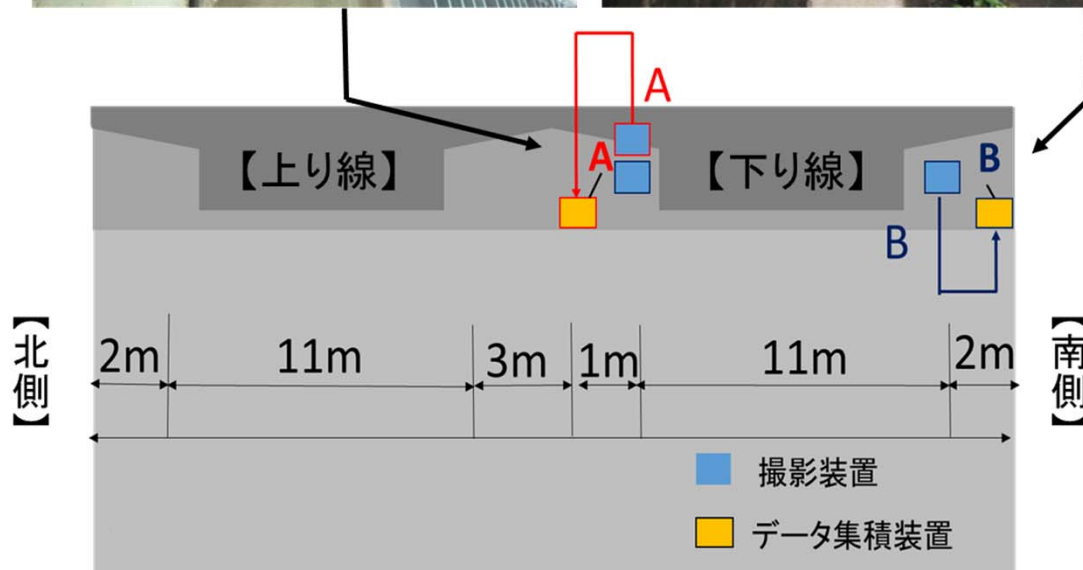 A
【上り線】
A
【下り線】
B
B
【北側】
2m
11m
3m
1m
11m
2m
【南側】
撮影装置
データ集積装置